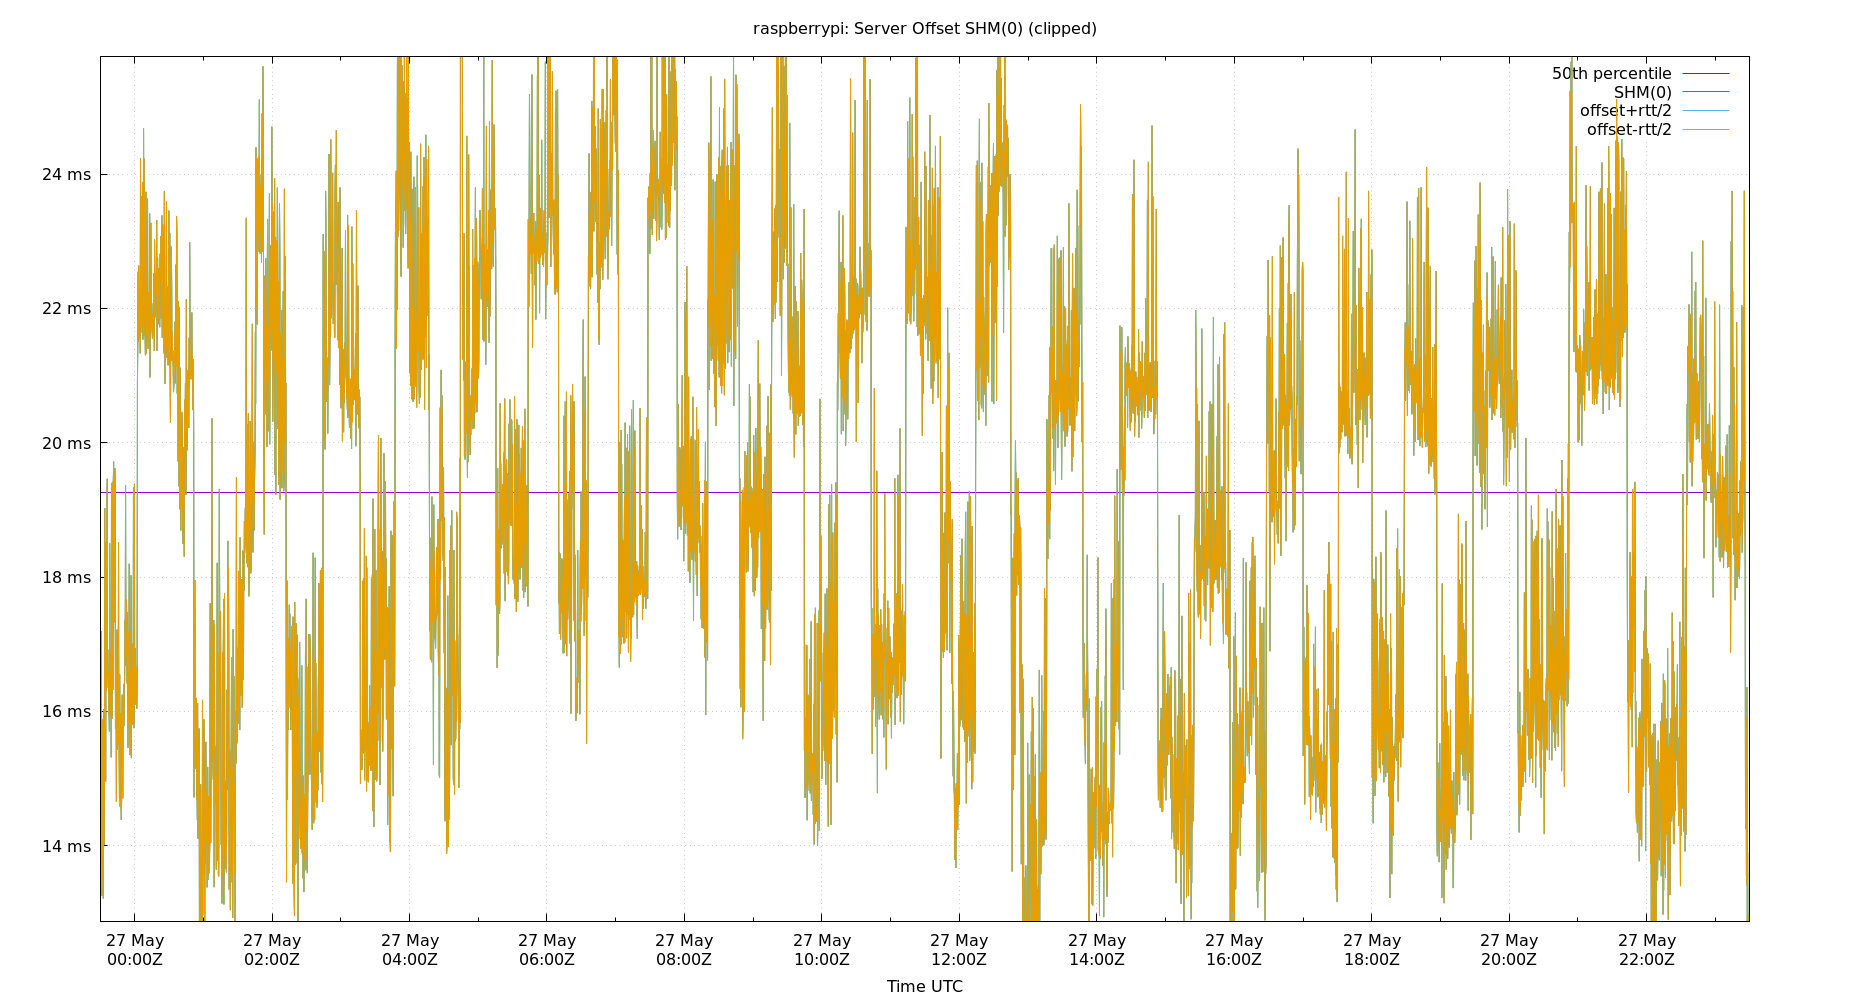 raspberrypi: Server Offset SHM(0) (clipped)
50th percentile
SHM(0)
offset+rtt/2
offset-rtt/2
24 ms
22 ms
20 ms
18 ms
16 ms
14 ms
27 May 27 May 27 May 27 May 27 May 27 May 27 May 27 May 27 May 27 May 27 May 27 May
00:00Z 02:00Z 04:00Z 06:00Z 08:00Z 10:00Z 12:00Z 14:00Z 16:00Z 18:00Z 20:00Z 22:00Z
Time UTC